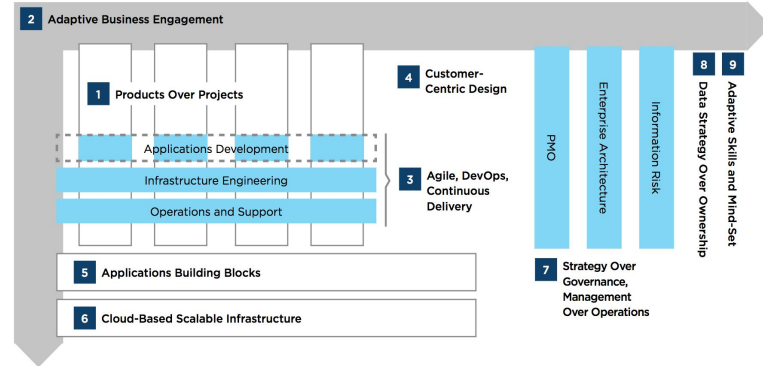 2 Adaptive Business Engagement
1 Products Over Projects
4 Customer-
Centric Design
Applications Development
Infrastructure Engineering
Operations and Support
3 Agile, DevOps,
Continuous
Delivery
5 Applications Building Blocks
6 Cloud-Based Scalable Infrastructure
PMO
Enterprise Architecture
Information Risk
7 Strategy Over
Governance,
Management
Over Operations
8 Data Strategy Over Ownership
9 Adaptive Skills and Mind-Set